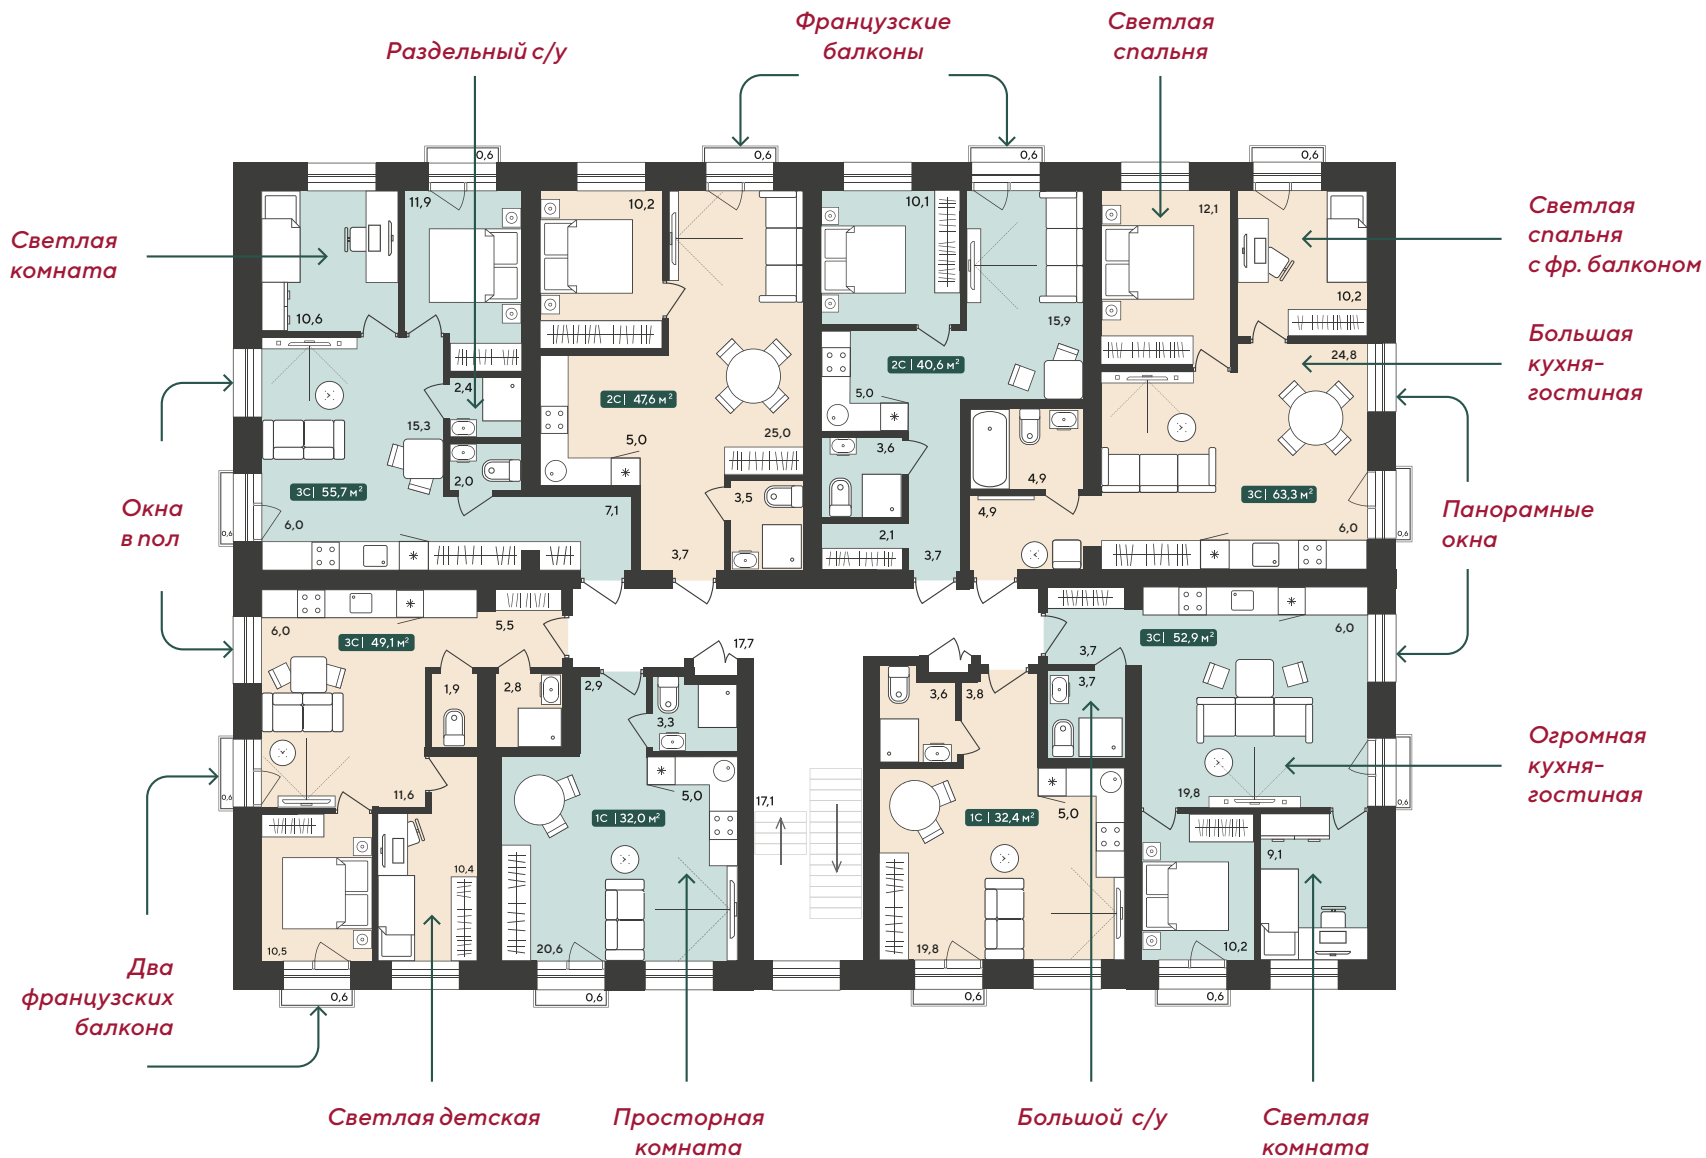 Французские
балконы
Светлая
спальня
Раздельный с/у
0,6
0,6
0,6
0,6
11,9
10,2
10,1
12,1
Светлая
комната
Светлая
спальня
с фр. балконом
10,6
15,9
10,2
Большая
кухня-
гостиная
24,8
2,4
2С | 47,6 м²
2С | 40,6 м²
5,0
15,3
5,0
25,0
3,6
2,0
3С | 55,7 м²
3,5
4,9
3С | 63,3 м²
Окна
в пол
Панорамные
окна
6,0
7,1
4,9
6,0
0,6
0,6
3,7
2,1
3,7
6,0
5,5
3С | 49,1 м²
17,7
3С | 52,9 м²
6,0
3,7
1,9
2,8
2,9
3,3
3,6
3,8
3,7
Огромная
кухня-
гостиная
0,6
11,6
5,0
17,1
5,0
19,8
0,6
1С | 32,0 м²
1С | 32,4 м²
9,1
10,4
10,5
20,6
19,8
10,2
Два
французских
балкона
0,6
0,6
0,6
0,6
Светлая детская
Просторная
комната
Большой с/у
Светлая
комната